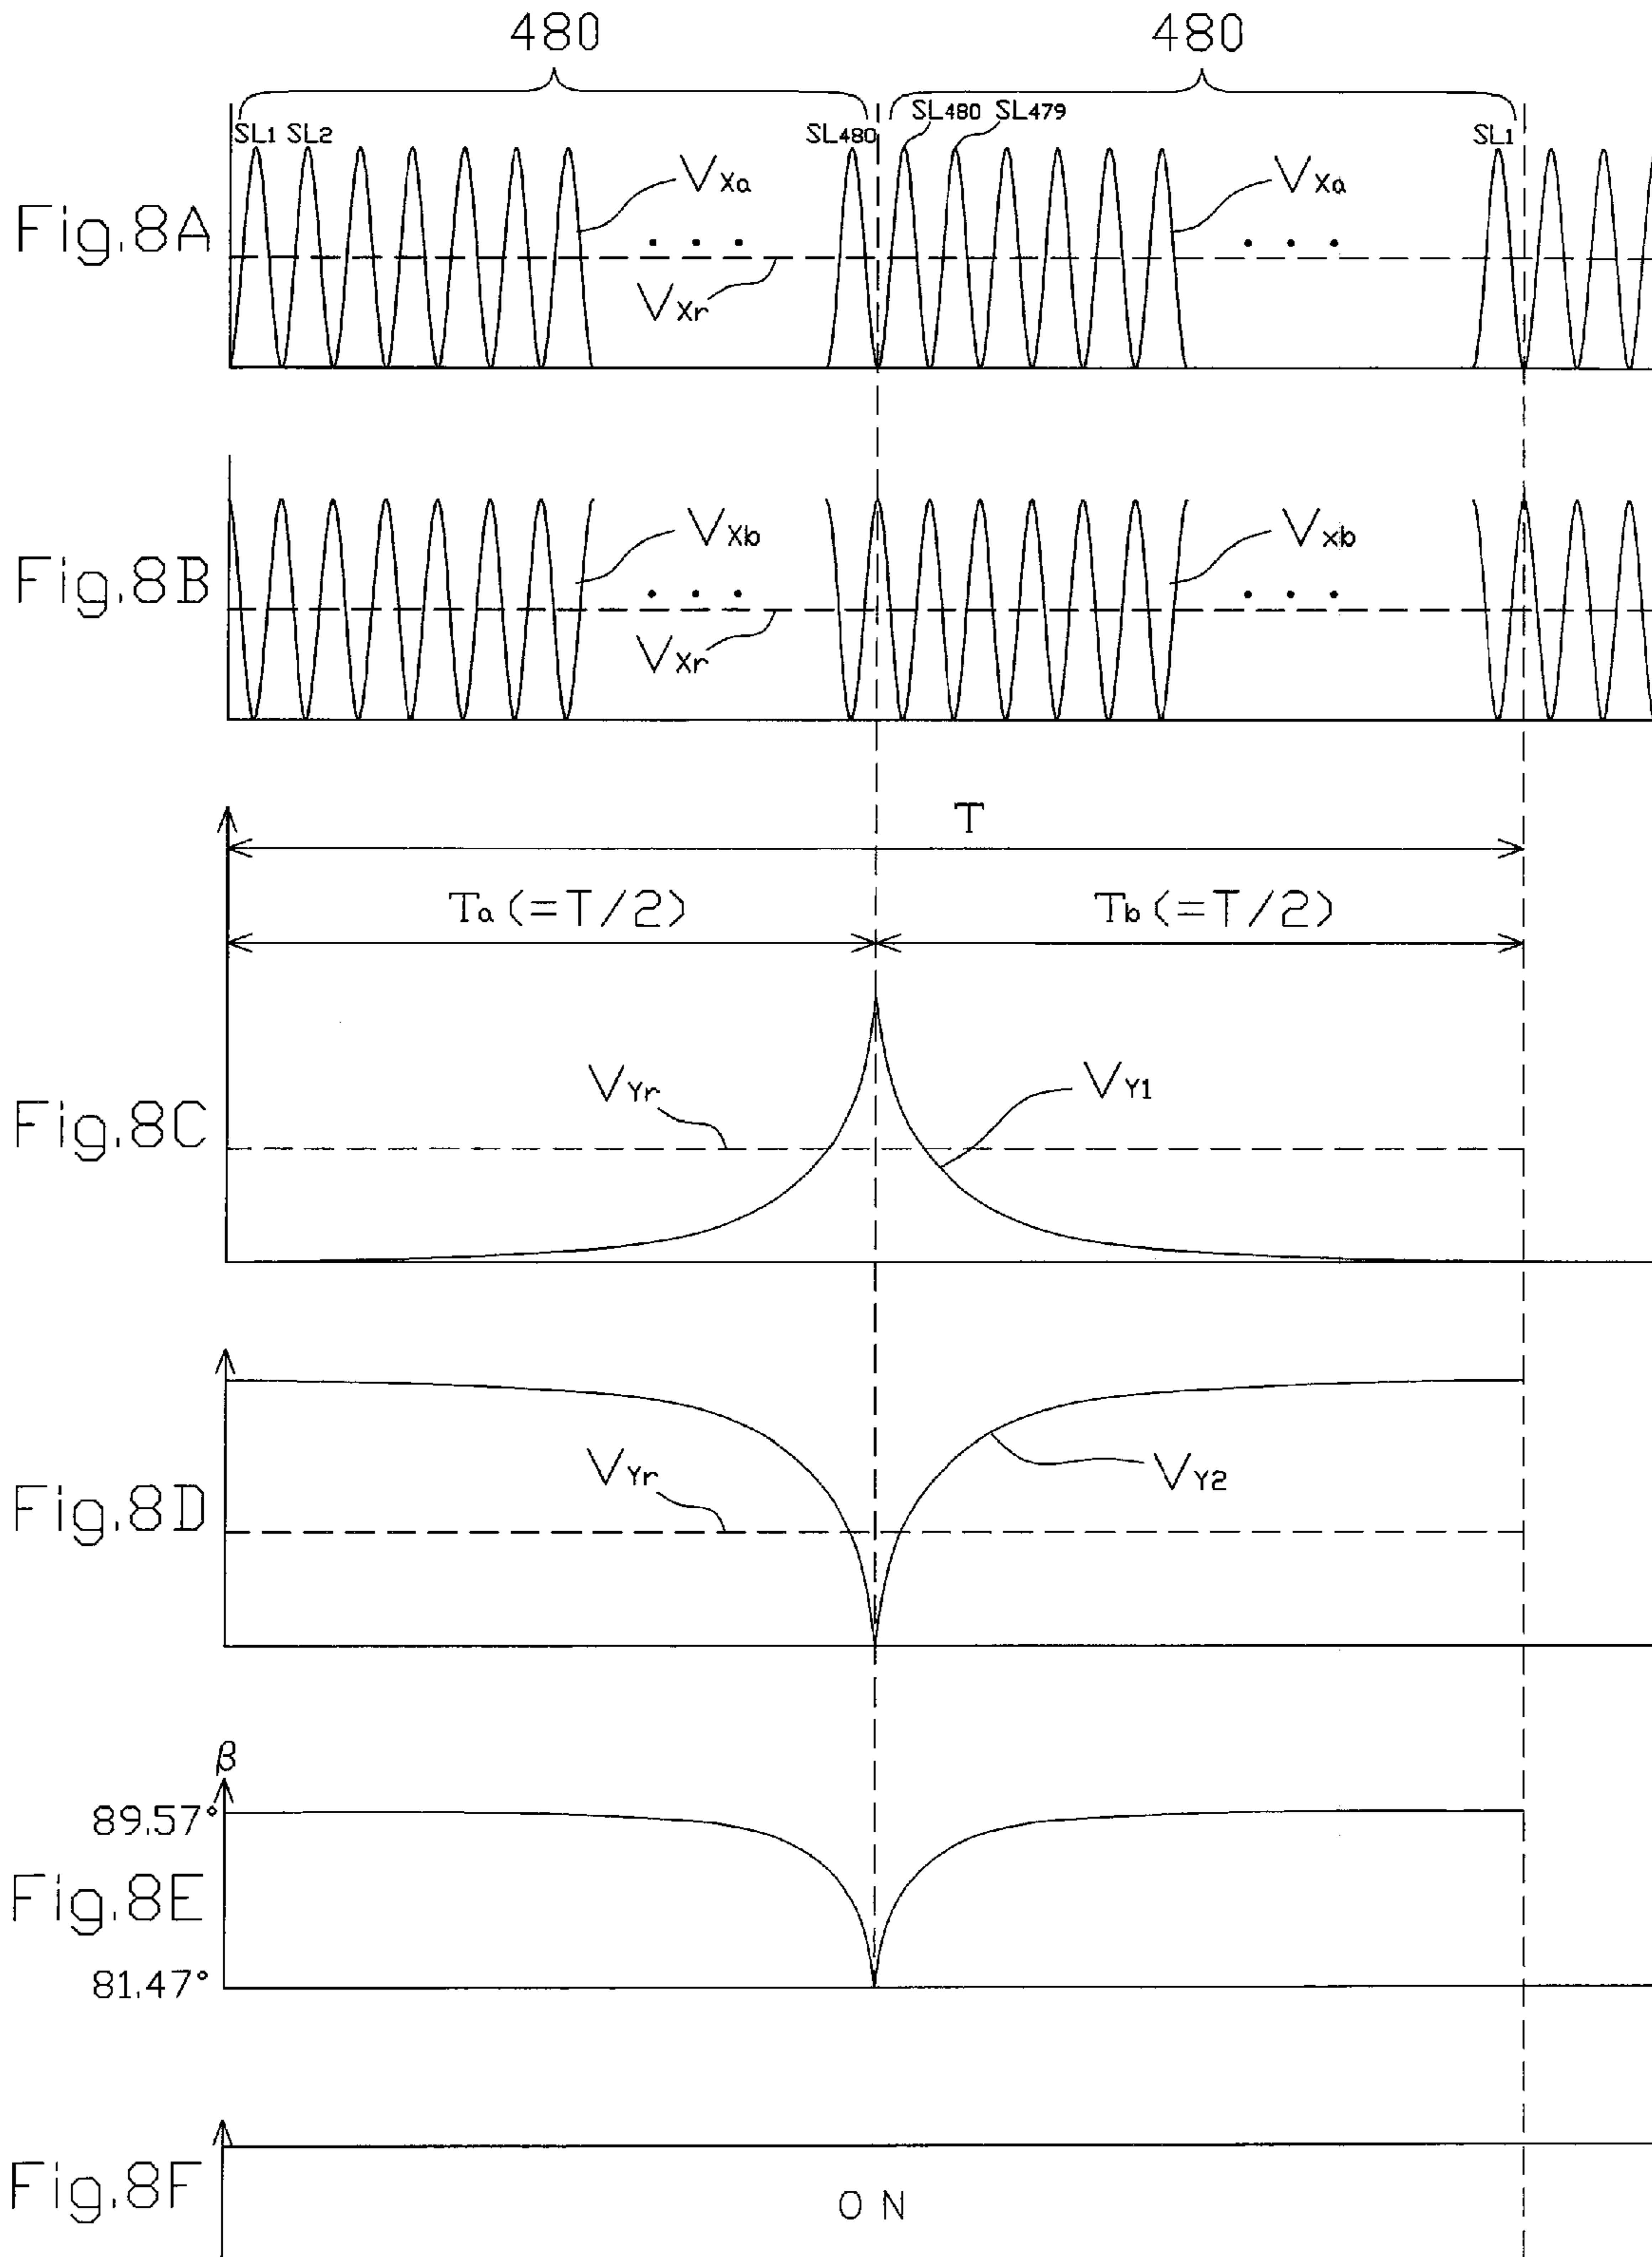 480 480
SL1 SL2 SL480 SL480 SL479 SL1
VXa VXa
Fig.8A
VXr
VXb Vxb
Fig.8B
VXr
T
Ta (=T/2) Tb (=T/2)
VYr VY1
Fig.8C
VYr VY2
Fig.8D
β
89.57°
Fig.8E
81.47°
Fig.8F
ON